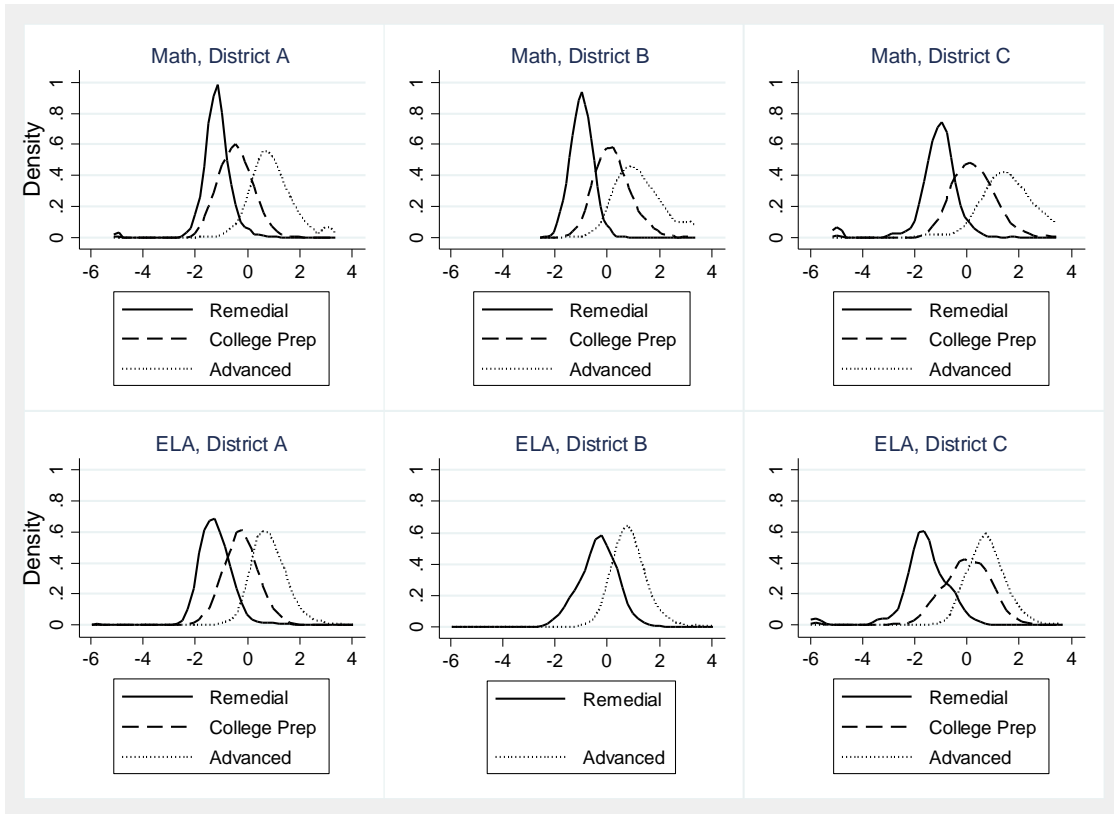 Math, District A
Density
0 .2 .4 .6 .8 1
-6 -4 -2 0 2 4
Remedial
College Prep
Advanced
Math, District B
0 .2 .4 .6 .8 1
-6 -4 -2 0 2 4
Remedial
College Prep
Advanced
Math, District C
0 .2 .4 .6 .8 1
-6 -4 -2 0 2 4
Remedial
College Prep
Advanced
ELA, District A
Density
0 .2 .4 .6 .8 1
-6 -4 -2 0 2 4
Remedial
College Prep
Advanced
ELA, District B
0 .2 .4 .6 .8 1
-6 -4 -2 0 2 4
Remedial
Advanced
ELA, District C
0 .2 .4 .6 .8 1
-6 -4 -2 0 2 4
Remedial
College Prep
Advanced